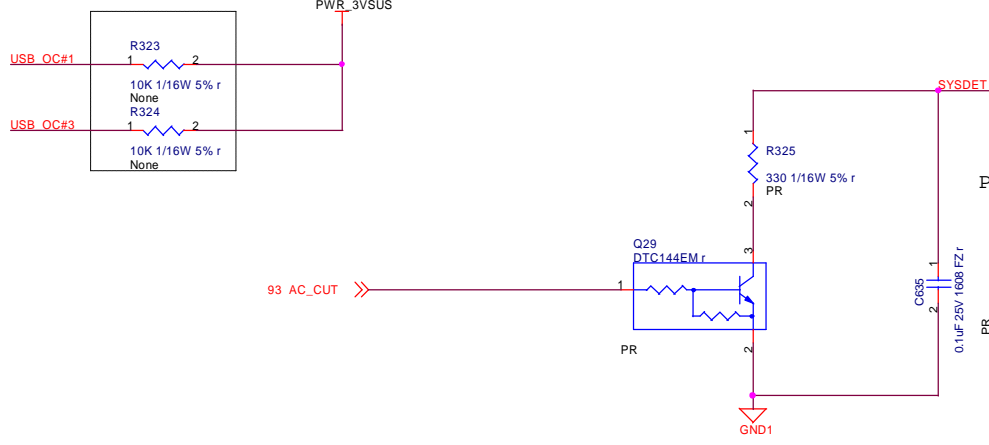 PWR_3VSUS
R323
USB_OC#1
1
2
10K 1/16W 5% r
None
R324
USB_OC#3
1
2
10K 1/16W 5% r
None
SYSDET
1
R325
330 1/16W 5% r
PR
2
P
Q29
DTC144EM r
3
93 AC_CUT
1
2
PR
1
C635
2
0.1uF 25V 1608 FZ r
PR
GND1